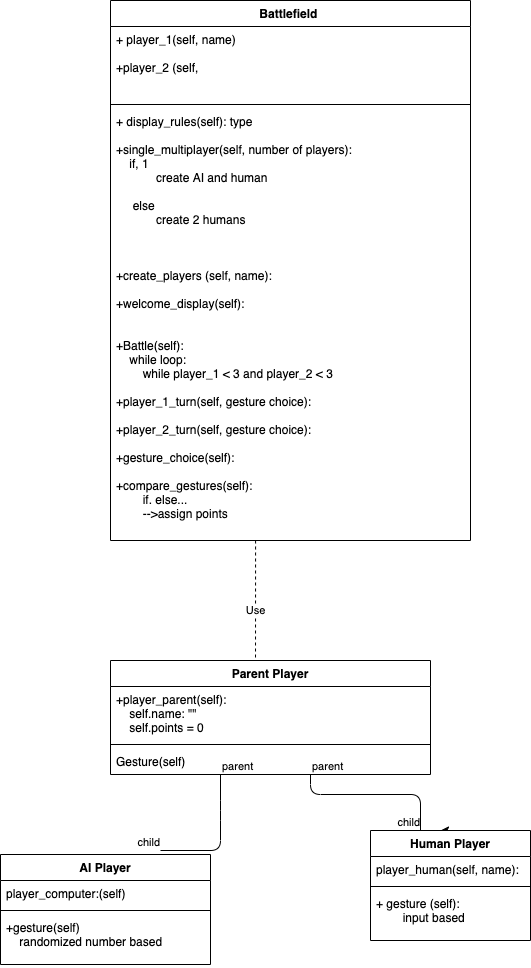 Battlefield
+ player_1(self, name)
+player_2 (self,
+ display_rules(self): type
+single_multiplayer(self, number of players):
if, 1
create AI and human
else
create 2 humans
+create_players (self, name):
+welcome_display(self):
+Battle(self):
while loop:
while player_1 < 3 and player_2 < 3
+player_1_turn(self, gesture choice):
+player_2_turn(self, gesture choice):
+gesture_choice(self):
+compare_gestures(self):
if. else...
-->assign points
Use
Parent Player
+player_parent(self):
self.name: ""
self.points = 0
Gesture(self)
parent
parent
child
child
AI Player
player_computer:(self)
+gesture(self)
randomized number based
Human Player
player_human(self, name):
+ gesture (self):
input based